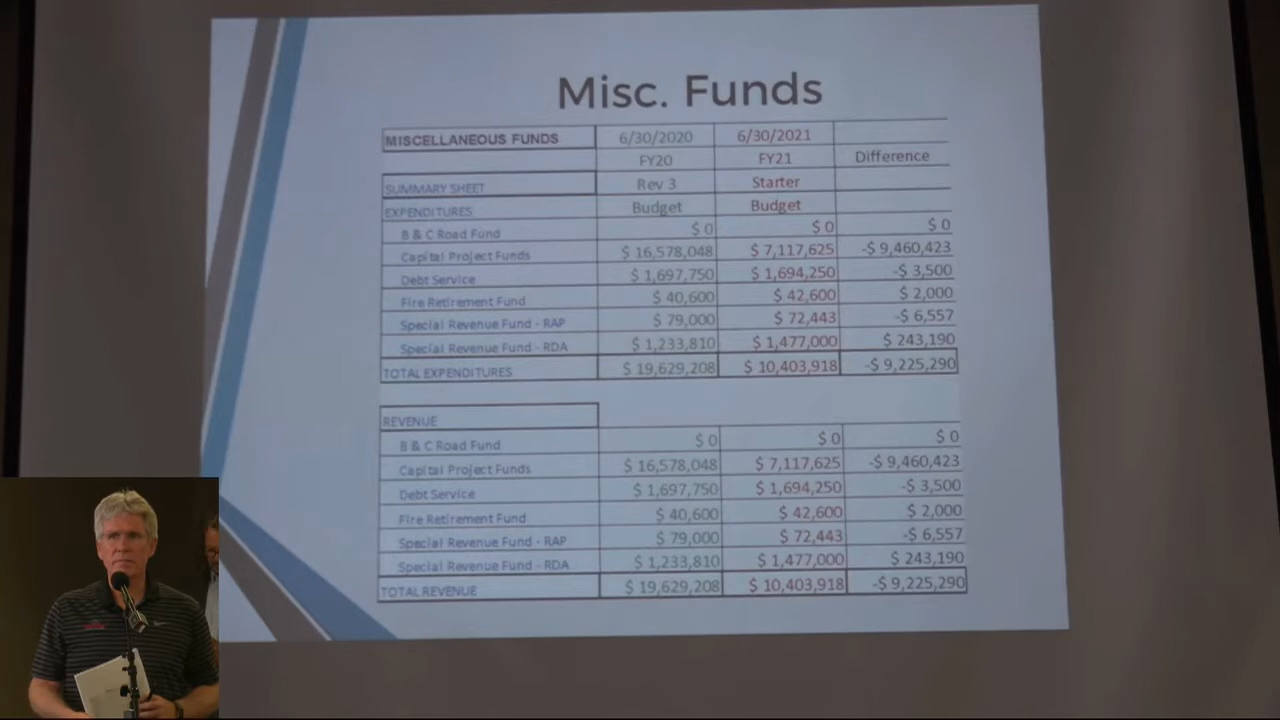 Misc. Funds
MISCELLANEOUS FUNDS 6/30/2020 6/30/2021
FY20 FY21 Difference
SUMMARY SHEET Rev 3 Starter
EXPENDITURES Budget Budget
B & C Road Fund $ 0 $ 0 $ 0
Capital Project Funds $ 16,578,048 $ 7,117,625 -$ 9,460,423
Debt Service $ 1,697,750 $ 1,694,250 -$ 3,500
Fire Retirement Fund $ 40,600 $ 42,600 $ 2,000
Special Revenue Fund - RAP $ 79,000 $ 72,443 -$ 6,557
Special Revenue Fund - RDA $ 1,233,810 $ 1,477,000 $ 243,190
TOTAL EXPENDITURES $ 19,629,208 $ 10,403,918 -$ 9,225,290
REVENUE
B & C Road Fund $ 0 $ 0 $ 0
Capital Project Funds $ 16,578,048 $ 7,117,625 -$ 9,460,423
Debt Service $ 1,697,750 $ 1,694,250 -$ 3,500
Fire Retirement Fund $ 40,600 $ 42,600 $ 2,000
Special Revenue Fund - RAP $ 79,000 $ 72,443 -$ 6,557
Special Revenue Fund - RDA $ 1,233,810 $ 1,477,000 $ 243,190
TOTAL REVENUE $ 19,629,208 $ 10,403,918 -$ 9,225,290